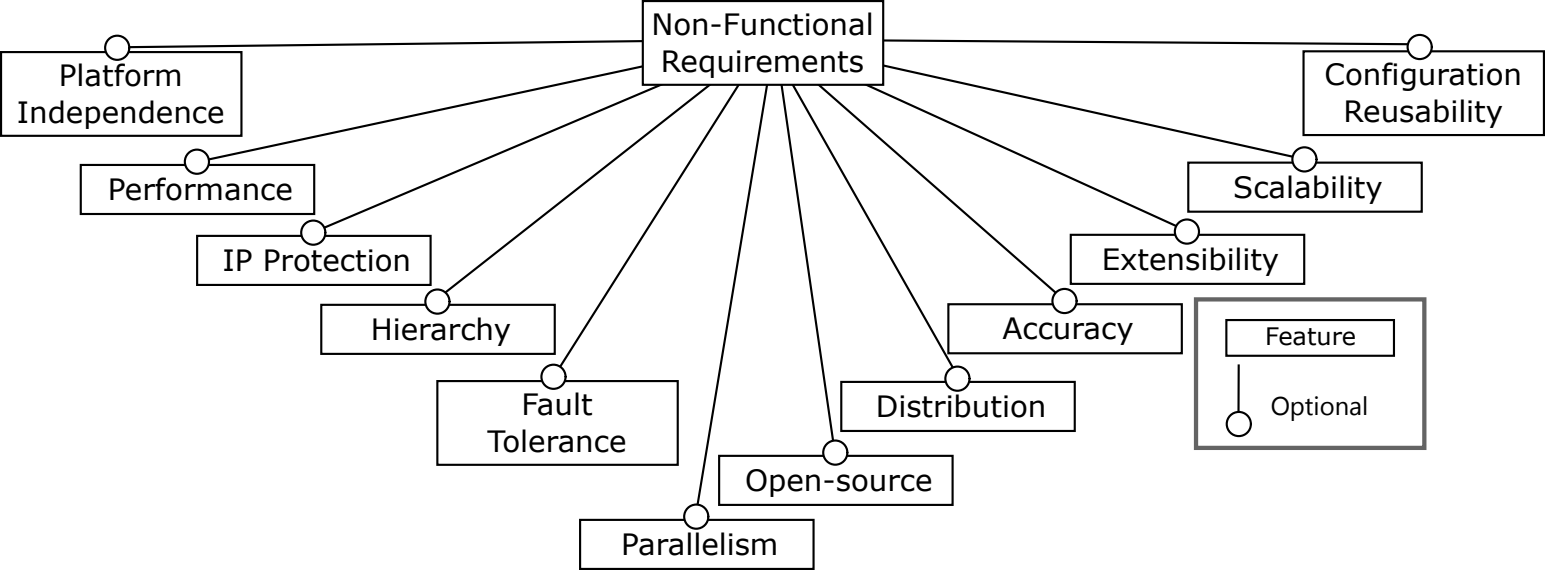 Non-Functional
Requirements
Platform
Independence
Configuration
Reusability
Performance
Scalability
IP Protection
Extensibility
Hierarchy
Accuracy
Feature
Optional
Fault
Tolerance
Distribution
Open-source
Parallelism